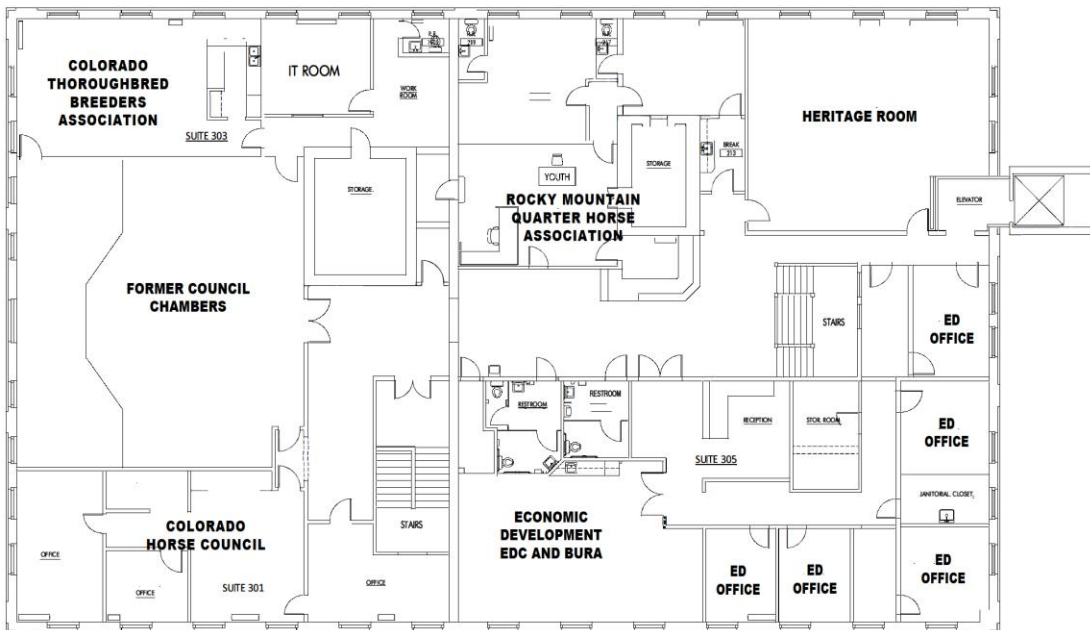 COLORADO
THOROUGHBRED
BREEDERS
ASSOCIATION
SUITE 303
IT ROOM
WORK
ROOM
HERITAGE ROOM
BREAK
213
STORAGE
STORAGE
YOUTH
ROCKY MOUNTAIN
QUARTER HORSE
ASSOCIATION
ELEVATOR
FORMER COUNCIL
CHAMBERS
STAIRS
ED
OFFICE
RESTROOM
RESTROOM
RECEPTION
STOR. ROOM
ED
OFFICE
SUITE 305
JANITORIAL CLOSET
COLORADO
HORSE COUNCIL
OFFICE
OFFICE
SUITE 301
STAIRS
OFFICE
ECONOMIC
DEVELOPMENT
EDC AND BURA
ED
OFFICE
ED
OFFICE
ED
OFFICE